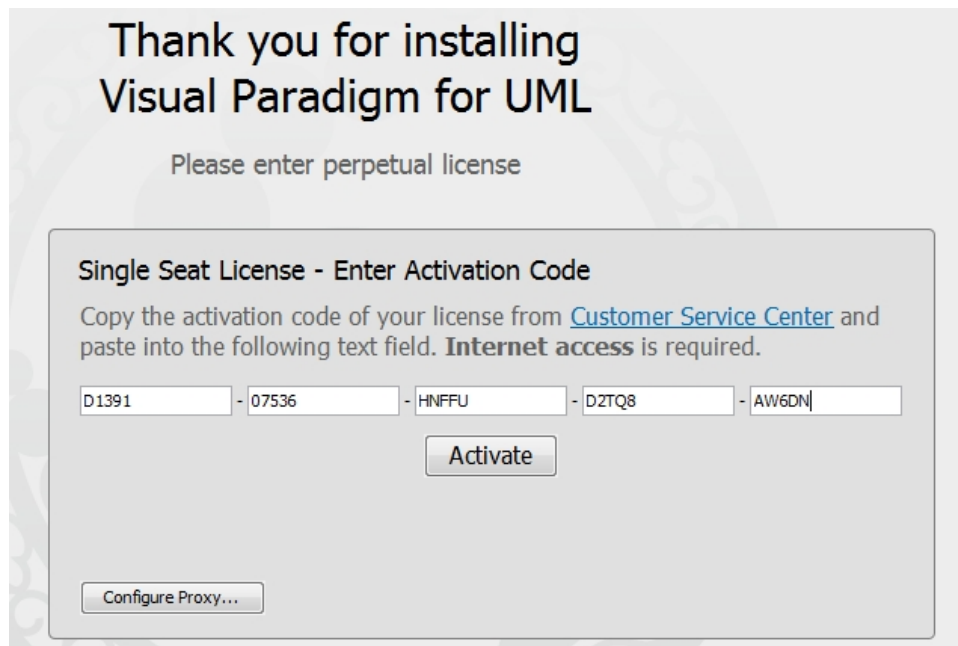 Thank you for installing
Visual Paradigm for UML
Please enter perpetual license
Single Seat License - Enter Activation Code
Copy the activation code of your license from Customer Service Center and
paste into the following text field. Internet access is required.
D1391 - 07536 - HNFFU - D2TQ8 - AW6DN
Activate
Configure Proxy...